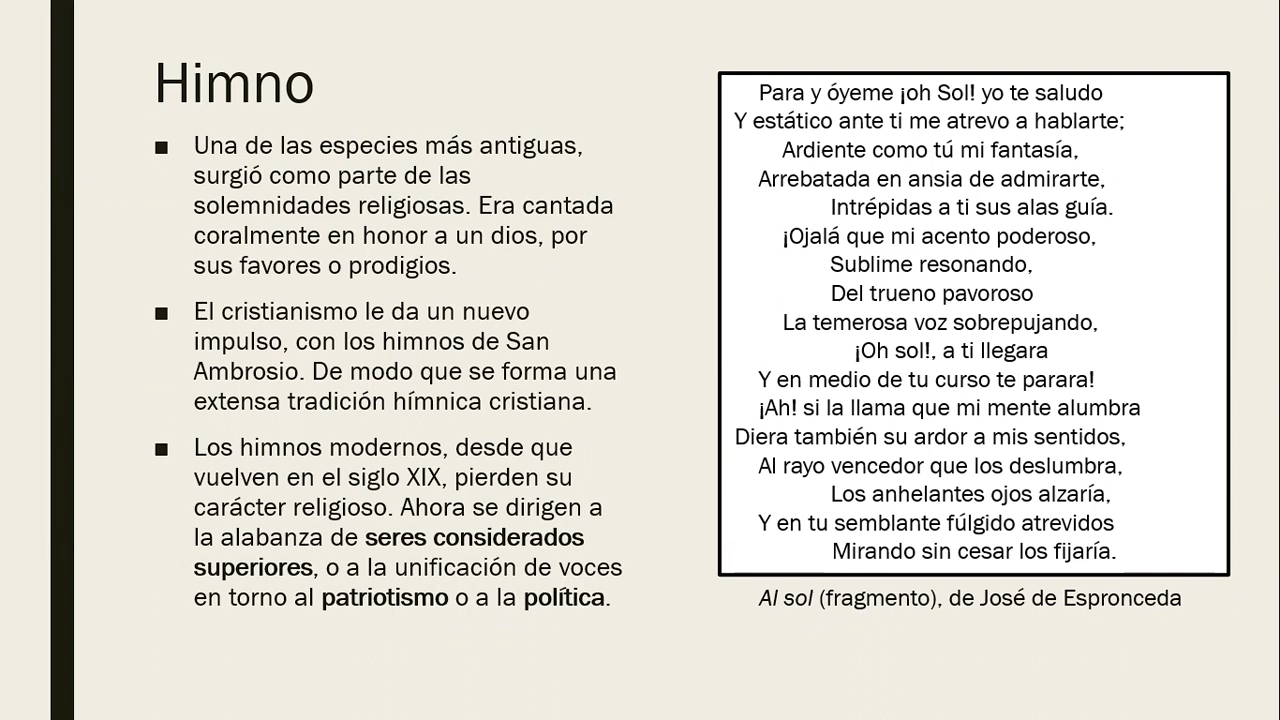 Himno
■ Una de las especies más antiguas,
surgió como parte de las
solemnidades religiosas. Era cantada
coralmente en honor a un dios, por
sus favores o prodigios.
■ El cristianismo le da un nuevo
impulso, con los himnos de San
Ambrosio. De modo que se forma una
extensa tradición hímnica cristiana.
■ Los himnos modernos, desde que
vuelven en el siglo XIX, pierden su
carácter religioso. Ahora se dirigen a
la alabanza de seres considerados
superiores, o a la unificación de voces
en torno al patriotismo o a la política.
Para y óyeme ¡oh Sol! yo te saludo
Y estático ante ti me atrevo a hablarte;
Ardiente como tú mi fantasía,
Arrebatada en ansia de admirarte,
Intrépidas a ti sus alas guía.
¡Ojalá que mi acento poderoso,
Sublime resonando,
Del trueno pavoroso
La temerosa voz sobrepujando,
¡Oh sol!, a ti llegara
Y en medio de tu curso te parara!
¡Ah! si la llama que mi mente alumbra
Diera también su ardor a mis sentidos,
Al rayo vencedor que los deslumbra,
Los anhelantes ojos alzaría,
Y en tu semblante fúlgido atrevidos
Mirando sin cesar los fijaría.
Al sol (fragmento), de José de Espronceda